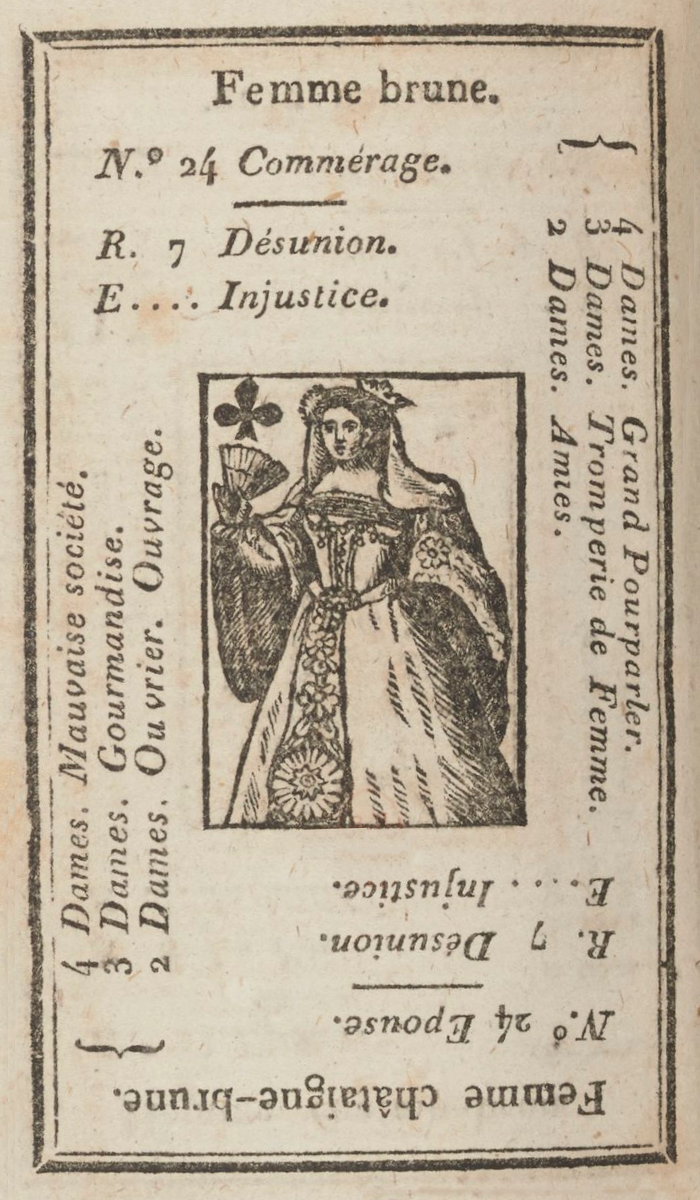 Femme brune.
N.º 24 Commérage.
R. 7 Désunion.
E.... Injustice.
4 Dames. Grand Pourparler.
3 Dames. Tromperie de Femme.
2 Dames. Amies.
4 Dames. Mauvaise société.
3 Dames. Gourmandise.
2 Dames. Ouvrier. Ouvrage.
Femme châtaigne-brune.
N.º 24 Epouse.
R. 7 Désunion.
E.... Injustice.